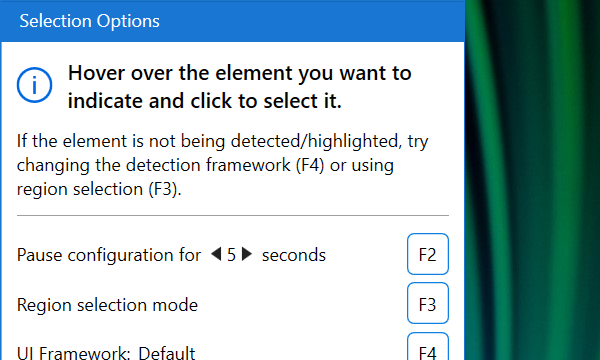 Selection Options
Hover over the element you want to
indicate and click to select it.
If the element is not being detected/highlighted, try
changing the detection framework (F4) or using
region selection (F3).
Pause configuration for 5 seconds F2
Region selection mode F3
UI Framework: Default F4